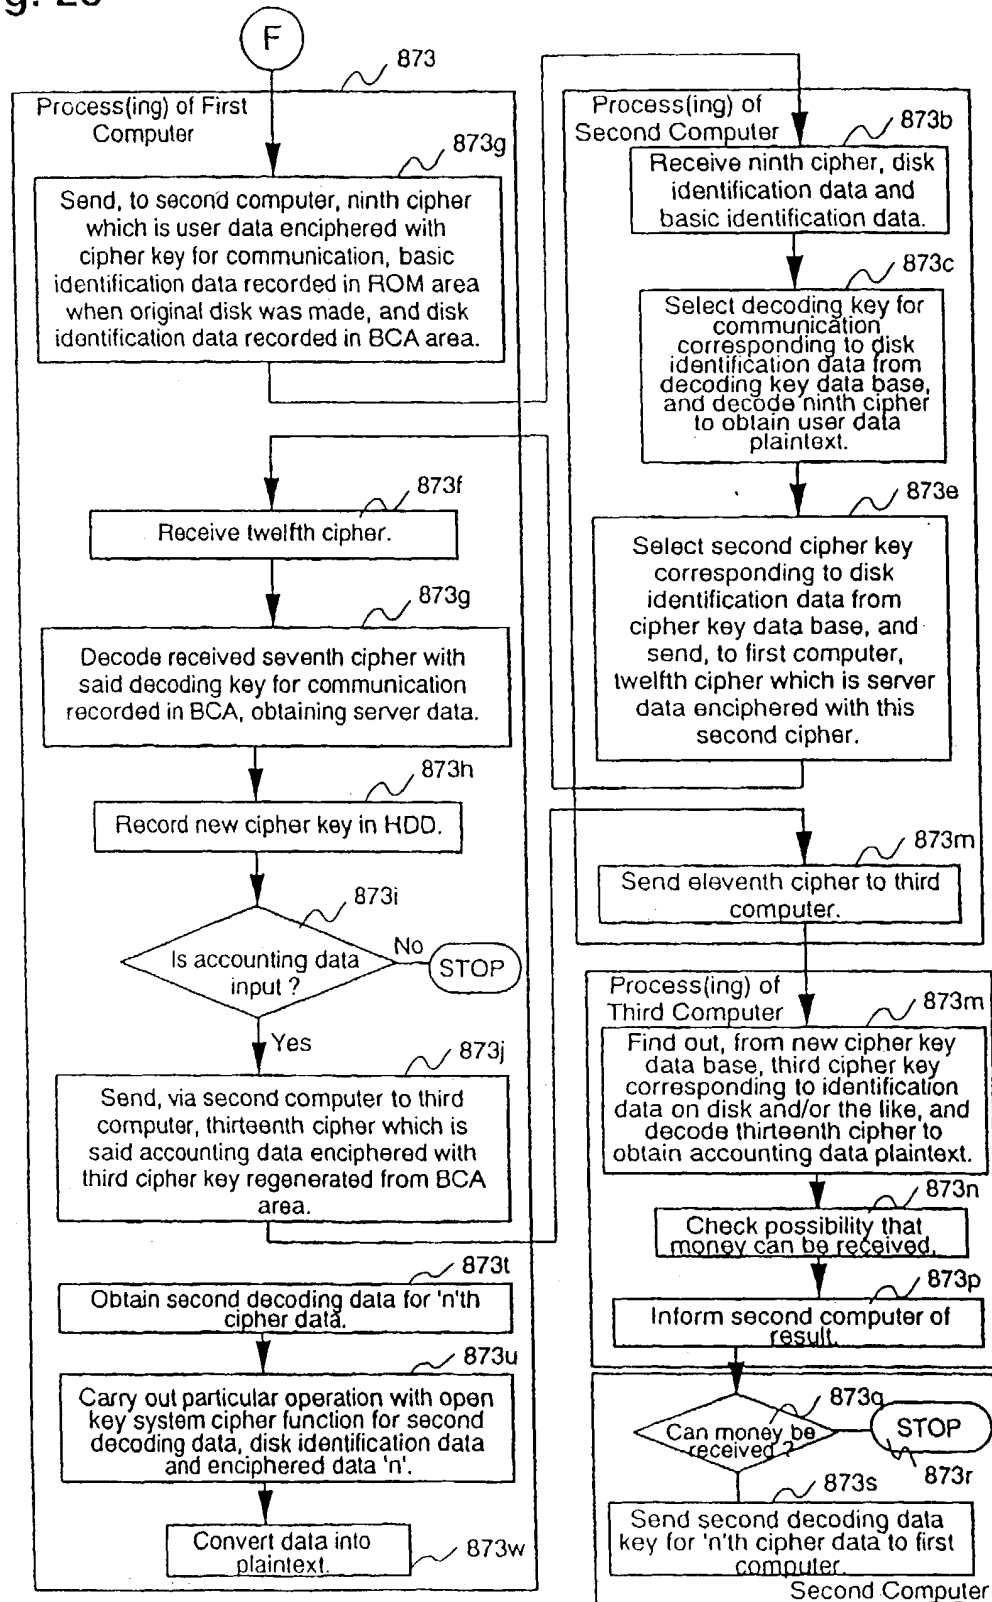 g. 20
F
873
Process(ing) of First
Computer
873g
Send, to second computer, ninth cipher
which is user data enciphered with
cipher key for communication, basic
identification data recorded in ROM area
when original disk was made, and disk
identification data recorded in BCA area.
873f
Receive twelfth cipher.
873g
Decode received seventh cipher with
said decoding key for communication
recorded in BCA, obtaining server data.
873h
Record new cipher key in HDD.
873i
Is accounting data
input ?
No
STOP
Yes
873j
Send, via second computer to third
computer, thirteenth cipher which is
said accounting data enciphered with
third cipher key regenerated from BCA
area.
873t
Obtain second decoding data for 'n'th
cipher data.
873u
Carry out particular operation with open
key system cipher function for second
decoding data, disk identification data
and enciphered data 'n'.
Convert data into
plaintext.
873w
Process(ing) of
Second Computer
873b
Receive ninth cipher, disk
identification data and
basic identification data.
873c
Select decoding key for
communication
corresponding to disk
identification data from
decoding key data base,
and decode ninth cipher
to obtain user data
plaintext.
873e
Select second cipher key
corresponding to disk
identification data from
cipher key data base, and
send, to first computer,
twelfth cipher which is server
data enciphered with this
second cipher.
873m
Send eleventh cipher to third
computer.
Process(ing) of
Third Computer
873m
Find out, from new cipher key
data base, third cipher key
corresponding to identification
data on disk and/or the like, and
decode thirteenth cipher to
obtain accounting data plaintext.
873n
Check possibility that
money can be received.
873p
Inform second computer of
result.
873q
Can money be
received ?
STOP
873r
873s
Send second decoding data
key for 'n'th cipher data to first
computer.
Second Computer